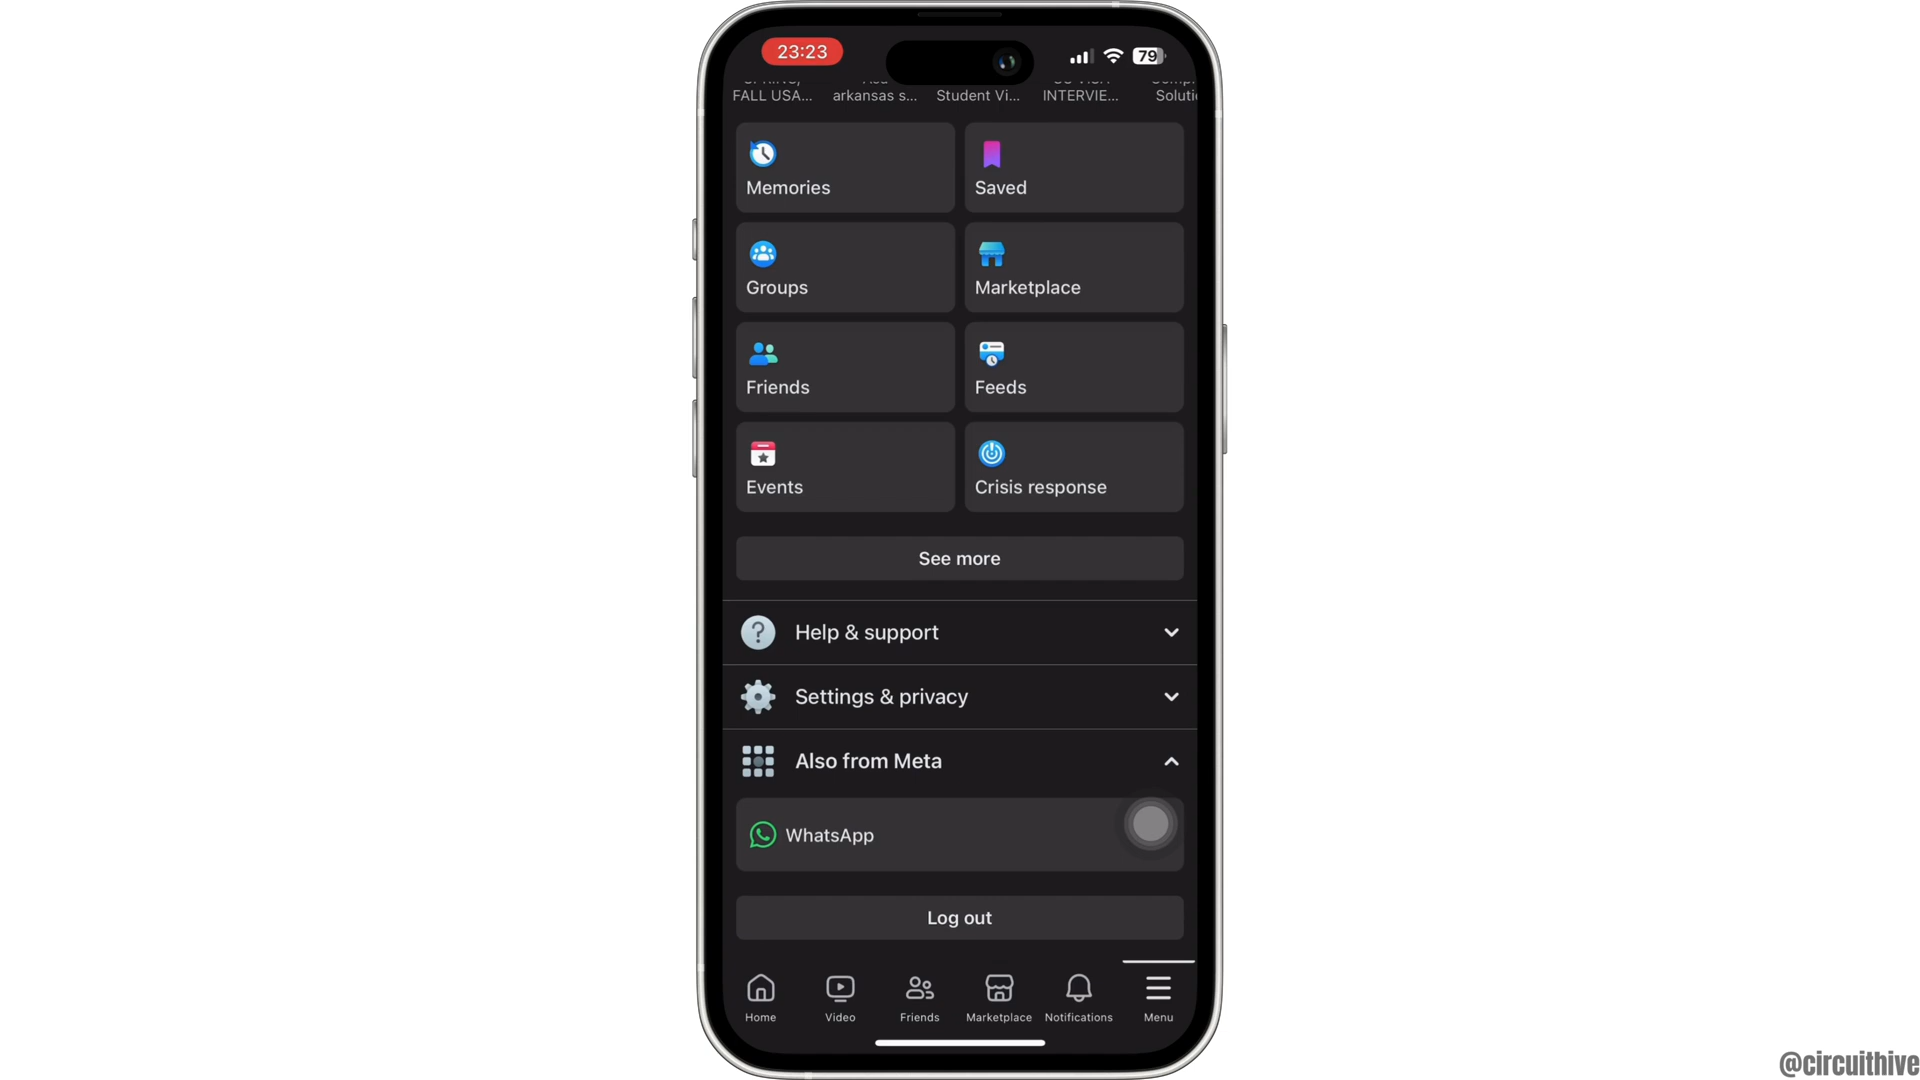 23:23
79
FALL USA...
arkansas s...
Student Vi...
INTERVIE...
Soluti
Memories
Saved
Groups
Marketplace
Friends
Feeds
Events
Crisis response
See more
Help & support
Settings & privacy
Also from Meta
WhatsApp
Log out
Home
Video
Friends
Marketplace
Notifications
Menu
@circuithive